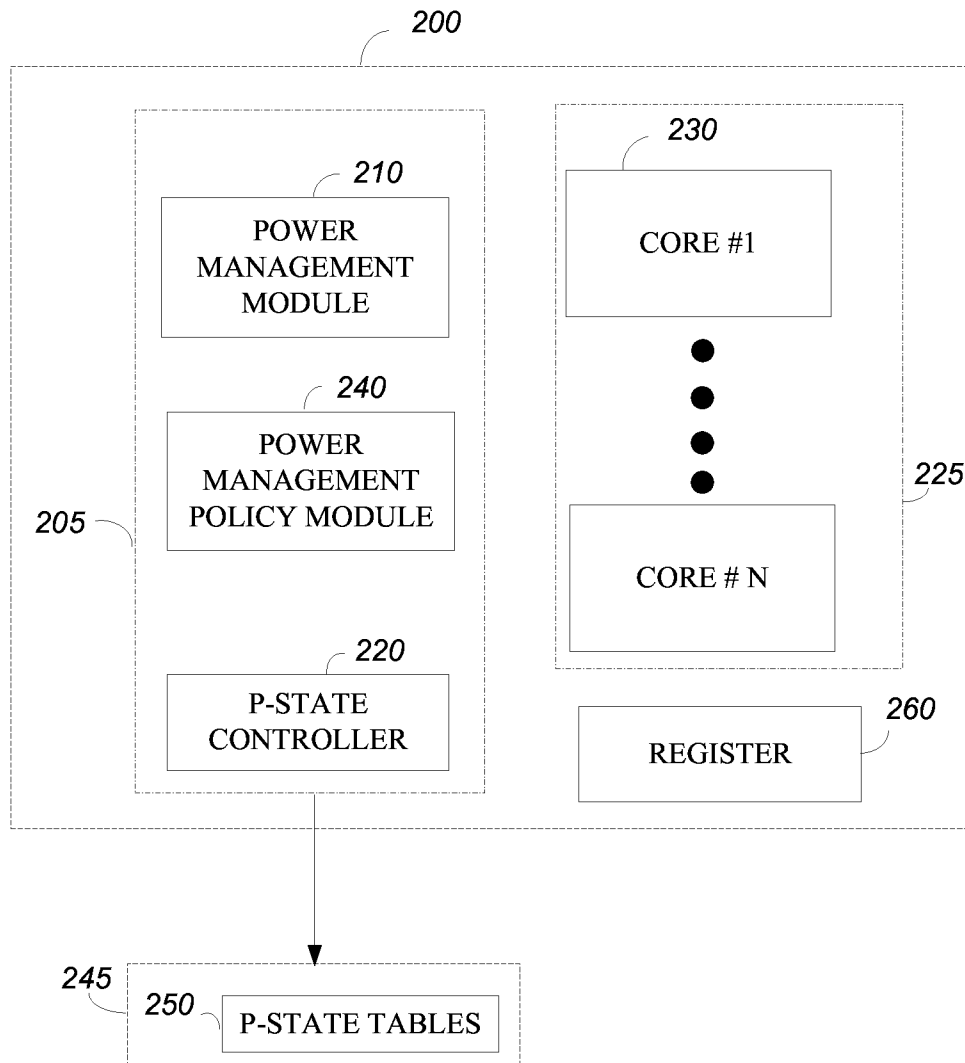 200
210
POWER
MANAGEMENT
MODULE
240
POWER
MANAGEMENT
POLICY MODULE
205
220
P-STATE
CONTROLLER
230
CORE #1
225
CORE # N
260
REGISTER
245
250
P-STATE TABLES